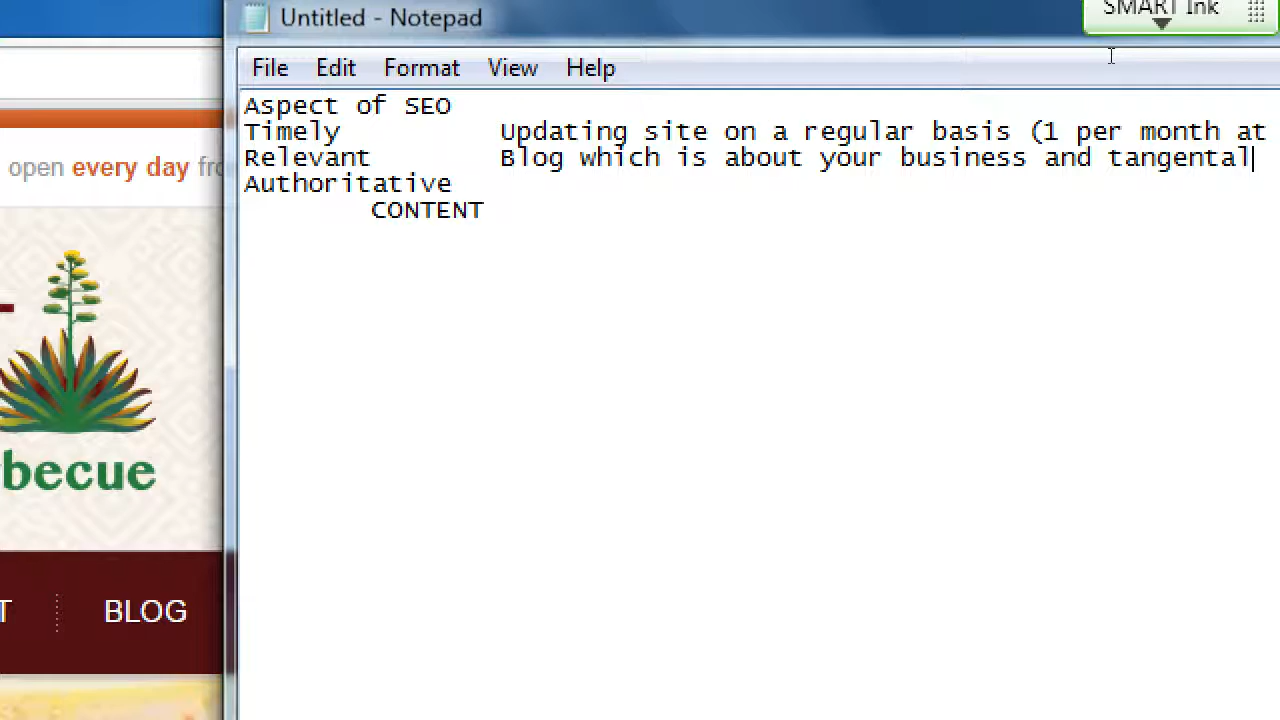 Untitled - Notepad
SMART Ink
File Edit Format View Help
Aspect of SEO
Timely Updating site on a regular basis (1 per month at
Relevant Blog which is about your business and tangental
Authoritative
CONTENT
open every day fro
becue
T BLOG